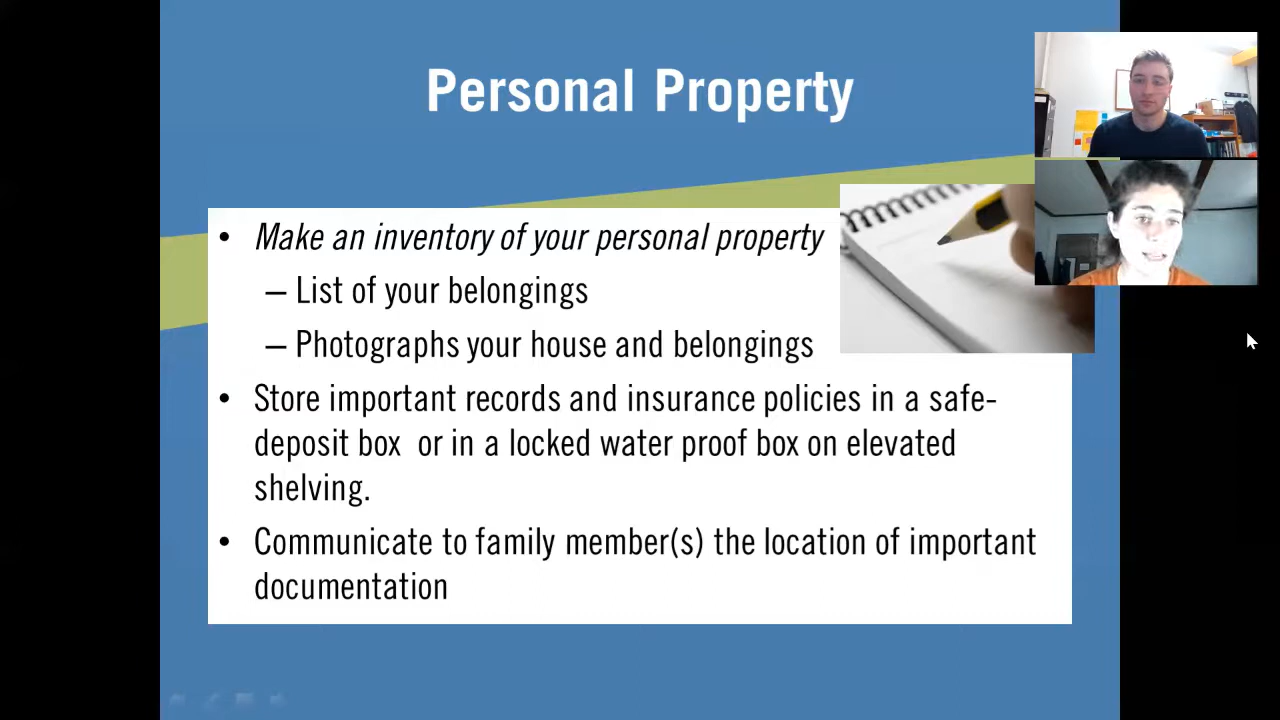 Personal Property
• Make an inventory of your personal property
– List of your belongings
– Photographs your house and belongings
• Store important records and insurance policies in a safe-
deposit box or in a locked water proof box on elevated
shelving.
• Communicate to family member(s) the location of important
documentation